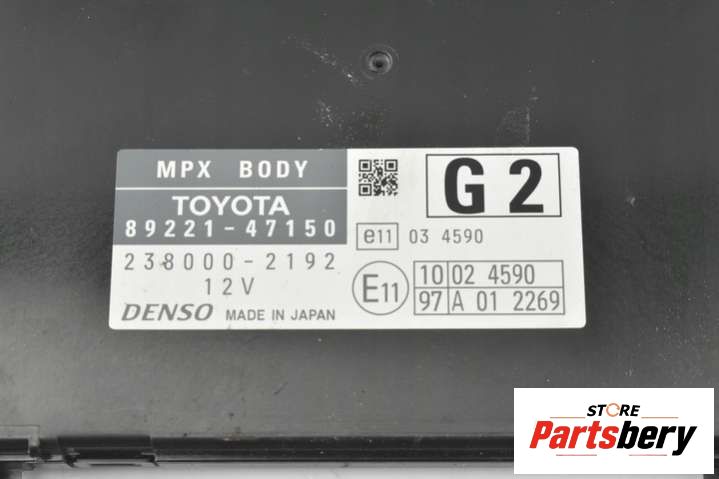 MPX BODY
TOYOTA
89221-47150
238000-2192
12V
DENSO MADE IN JAPAN
G2
e11 03 4590
E11
10 02 4590
97 A 01 2269
STORE
Partsbery